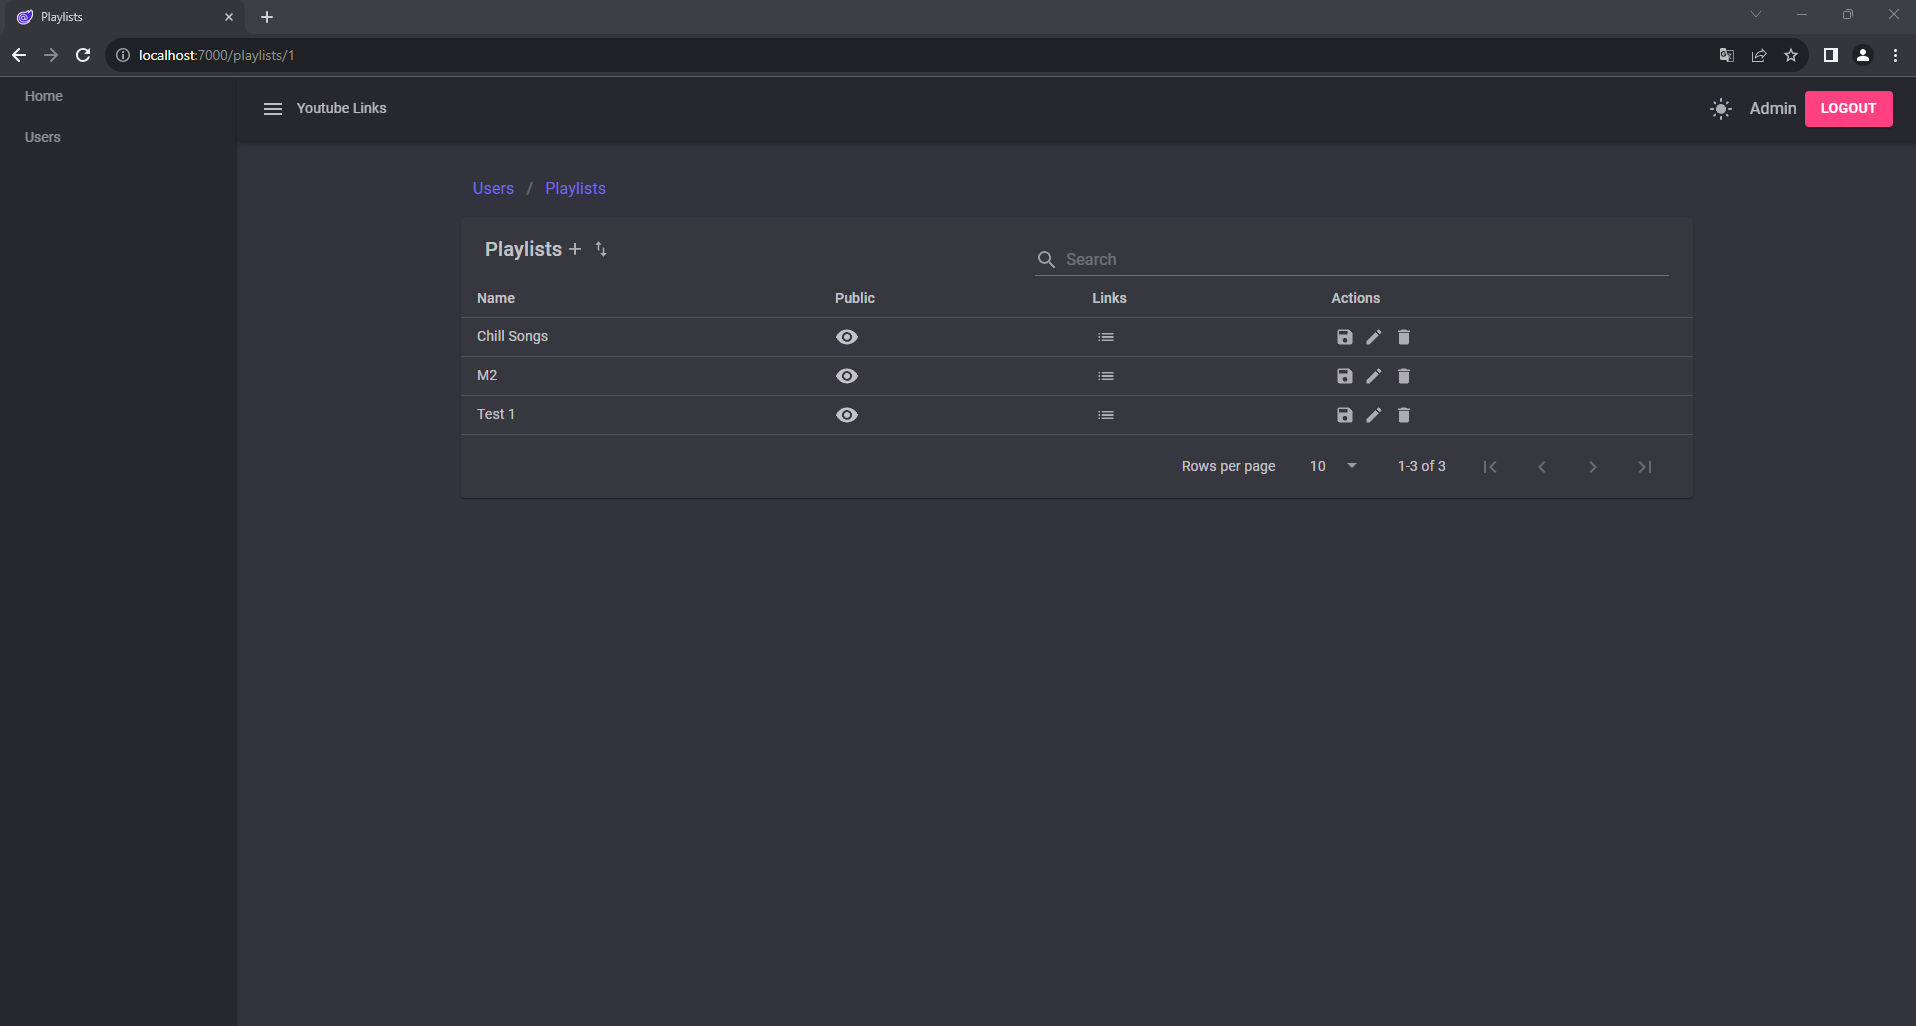 Playlists
localhost:7000/playlists/1
Home
Users
Youtube Links
Admin LOGOUT
Users / Playlists
Playlists
Search
Name Public Links Actions
Chill Songs
M2
Test 1
Rows per page 10 1-3 of 3